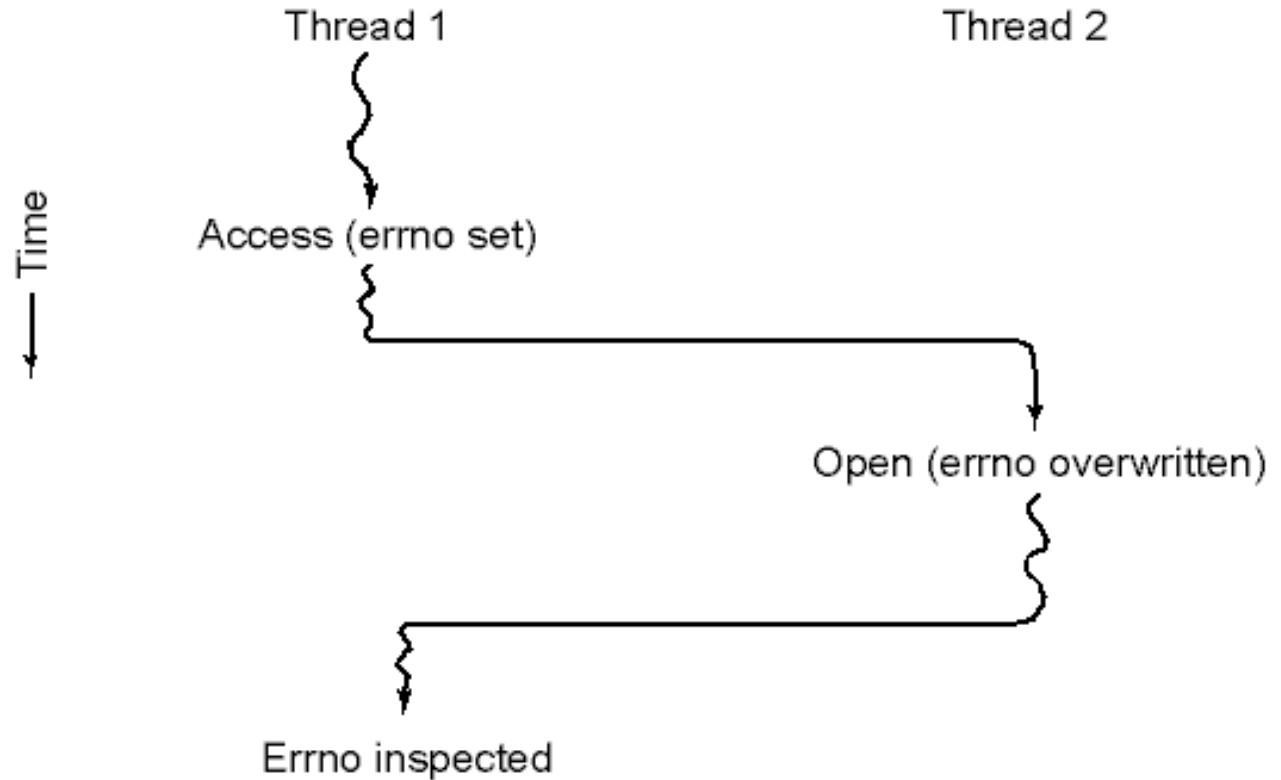 Thread 1
Thread 2
Time
Access (errno set)
Open (errno overwritten)
Errno inspected